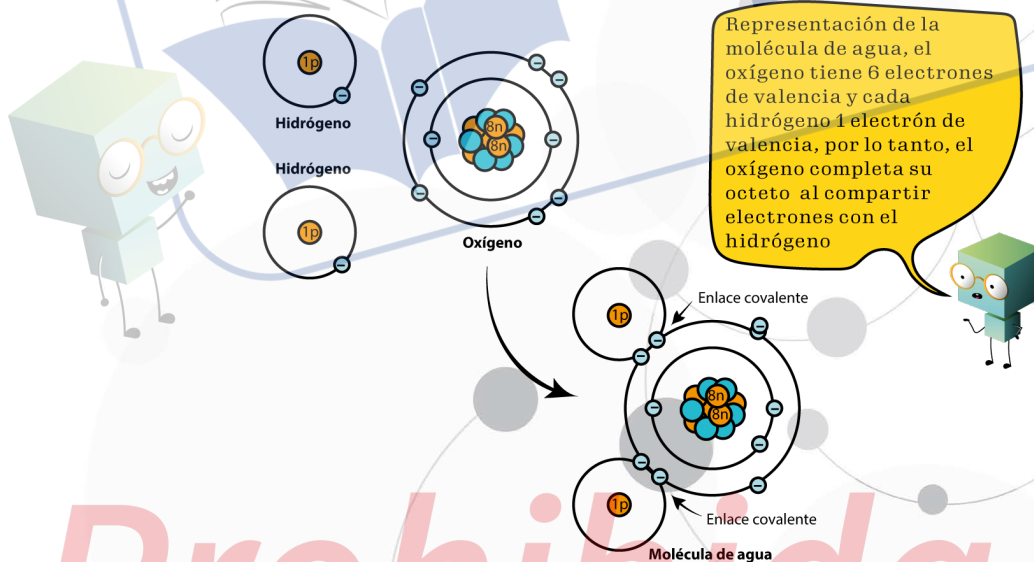 Representación de la
molécula de agua, el
oxígeno tiene 6 electrones
de valencia y cada
hidrógeno 1 electrón de
valencia, por lo tanto, el
oxígeno completa su
octeto al compartir
electrones con el
hidrógeno
1p
Hidrógeno
Hidrógeno
1p
8n
8n
Oxígeno
Enlace covalente
1p
8n
8n
1p
Enlace covalente
Molécula de agua
Prohibida